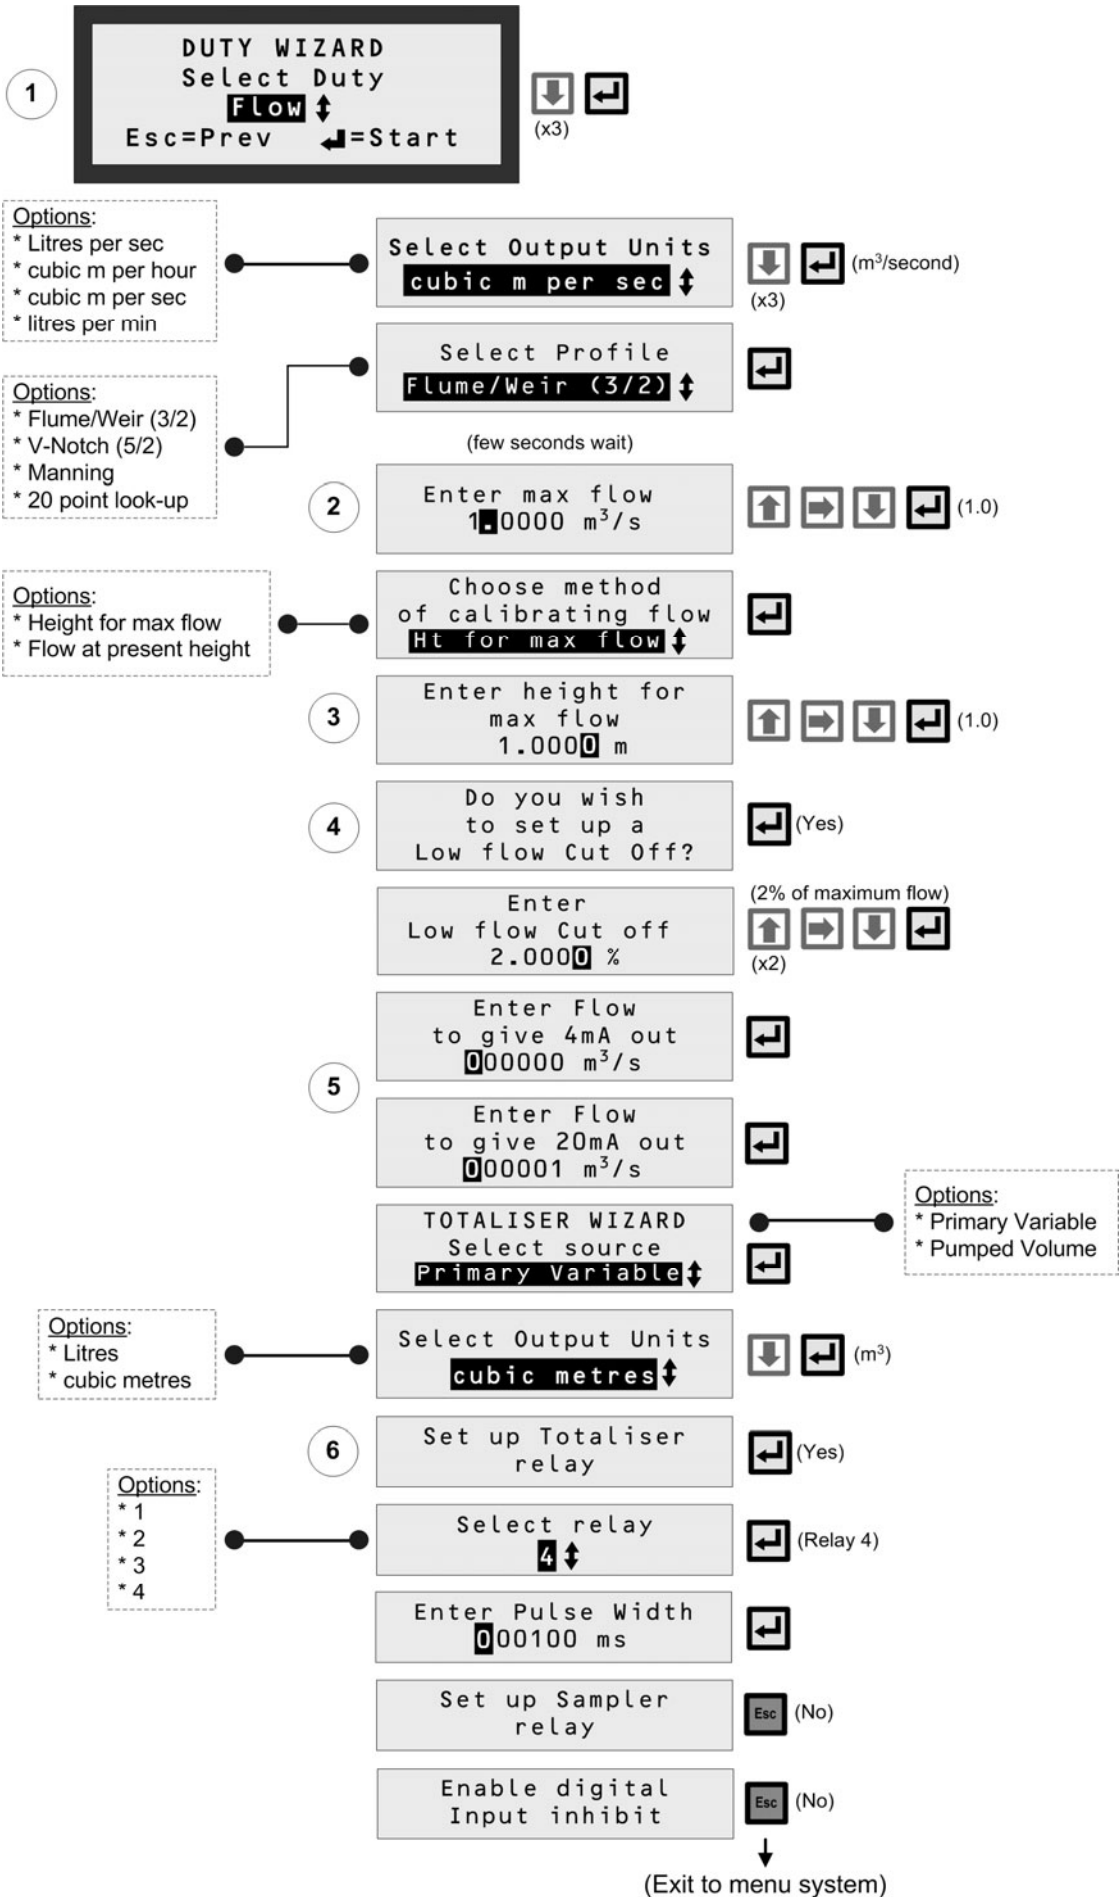 1
DUTY WIZARD
Select Duty
Flow
Esc=Prev ↵=Start
(x3)
Options:
* Litres per sec
* cubic m per hour
* cubic m per sec
* litres per min
Select Output Units
cubic m per sec
(x3)
(m³/second)
Options:
* Flume/Weir (3/2)
* V-Notch (5/2)
* Manning
* 20 point look-up
Select Profile
Flume/Weir (3/2)
(few seconds wait)
2
Enter max flow
1.0000 m³/s
(1.0)
Options:
* Height for max flow
* Flow at present height
Choose method
of calibrating flow
Ht for max flow
3
Enter height for
max flow
1.0000 m
(1.0)
4
Do you wish
to set up a
Low flow Cut Off?
(Yes)
Enter
Low flow Cut off
2.0000 %
(2% of maximum flow)
(x2)
5
Enter Flow
to give 4mA out
000000 m³/s
Enter Flow
to give 20mA out
000001 m³/s
TOTALISER WIZARD
Select source
Primary Variable
Options:
* Primary Variable
* Pumped Volume
Options:
* Litres
* cubic metres
Select Output Units
cubic metres
(m³)
6
Set up Totaliser
relay
(Yes)
Options:
* 1
* 2
* 3
* 4
Select relay
4
(Relay 4)
Enter Pulse Width
000100 ms
Set up Sampler
relay
Esc (No)
Enable digital
Input inhibit
Esc (No)
(Exit to menu system)